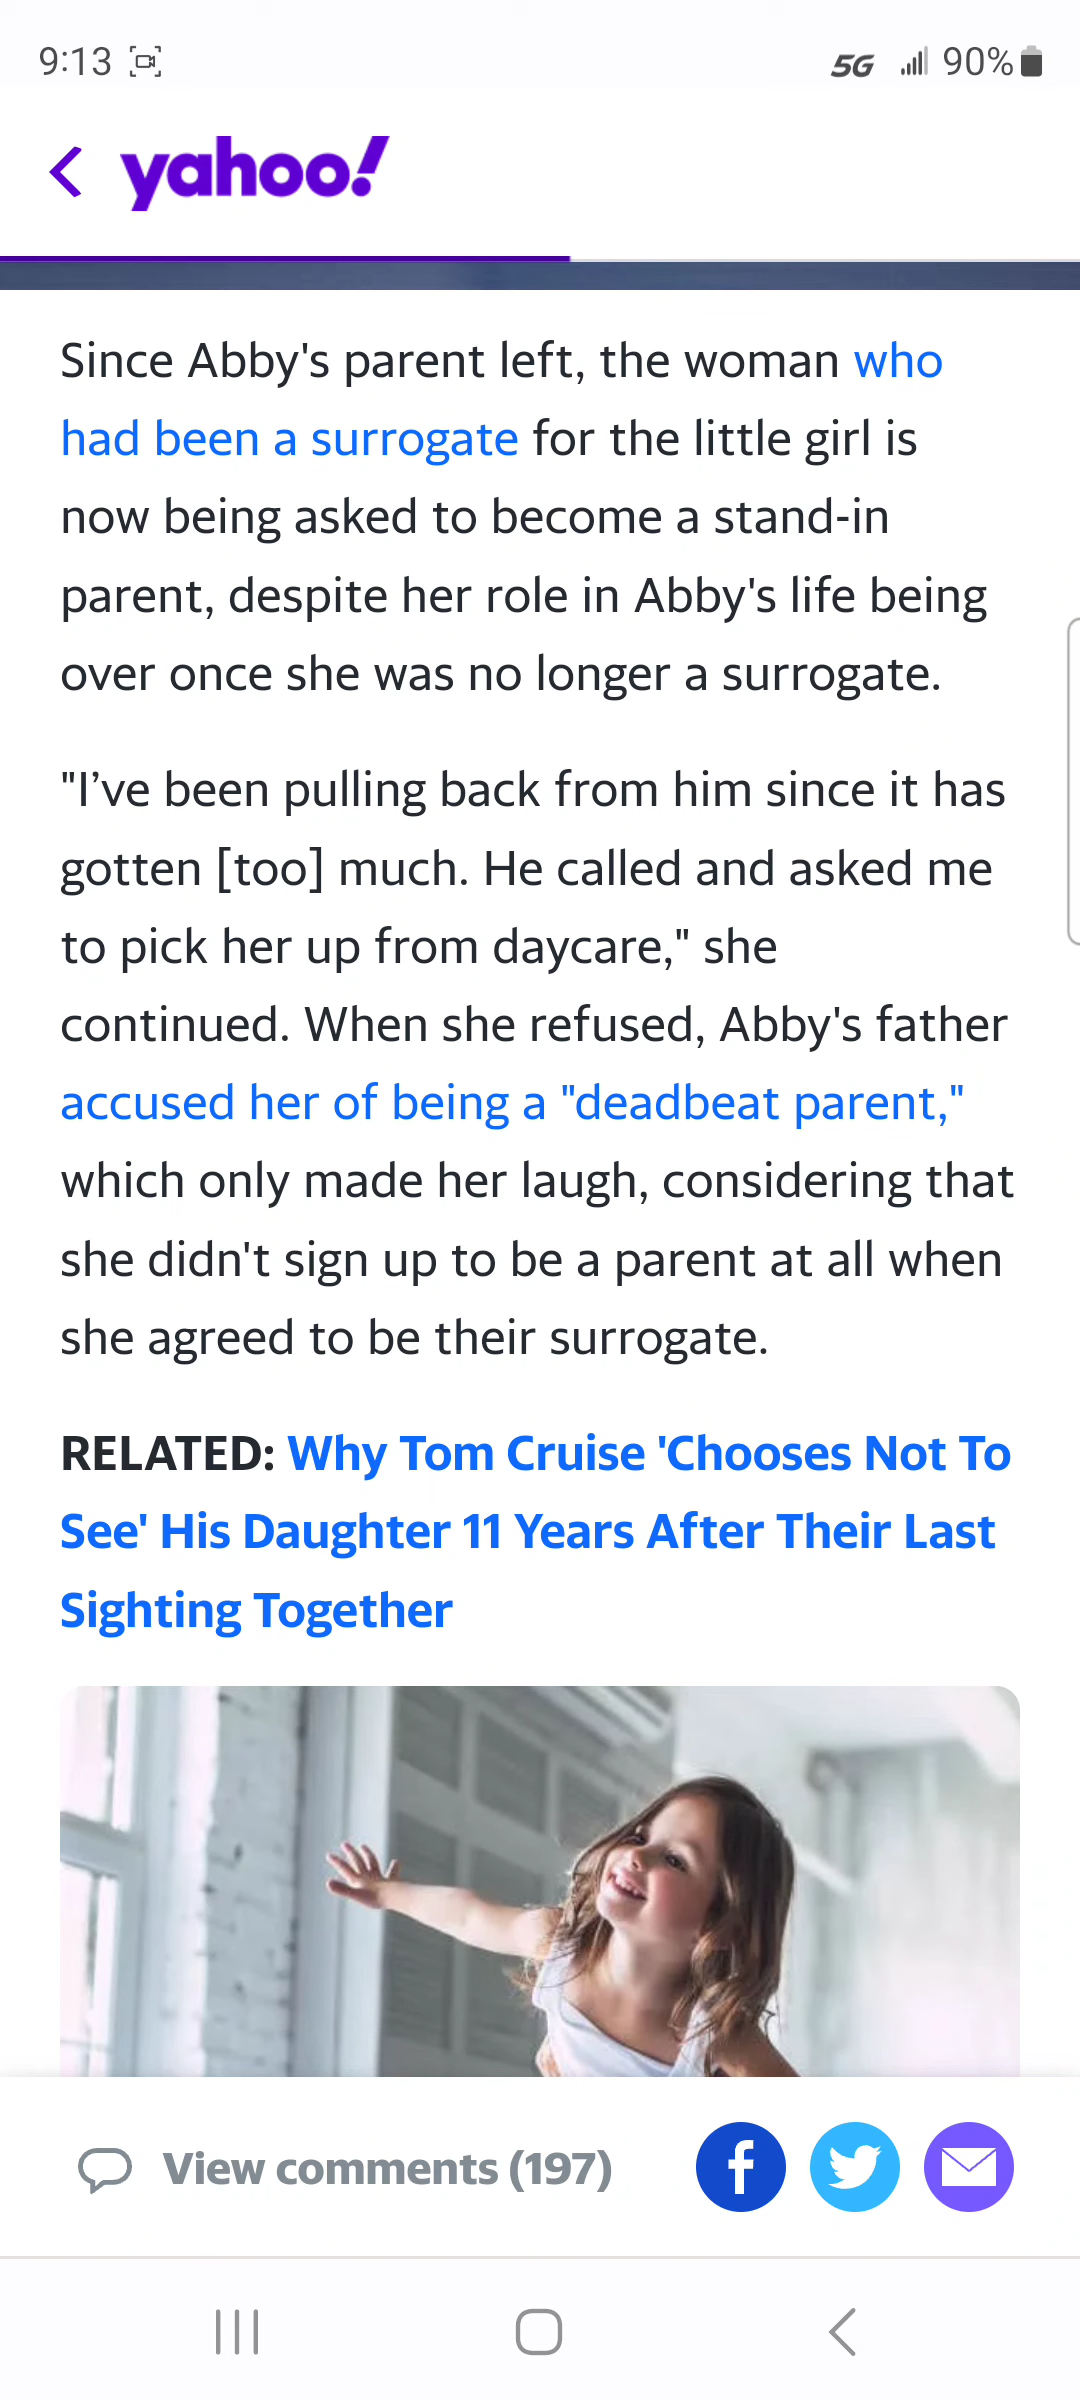 9:13
5G 90%
yahoo!
Since Abby's parent left, the woman who
had been a surrogate for the little girl is
now being asked to become a stand-in
parent, despite her role in Abby's life being
over once she was no longer a surrogate.
"I’ve been pulling back from him since it has
gotten [too] much. He called and asked me
to pick her up from daycare," she
continued. When she refused, Abby's father
accused her of being a "deadbeat parent,"
which only made her laugh, considering that
she didn't sign up to be a parent at all when
she agreed to be their surrogate.
RELATED: Why Tom Cruise 'Chooses Not To
See' His Daughter 11 Years After Their Last
Sighting Together
View comments (197)